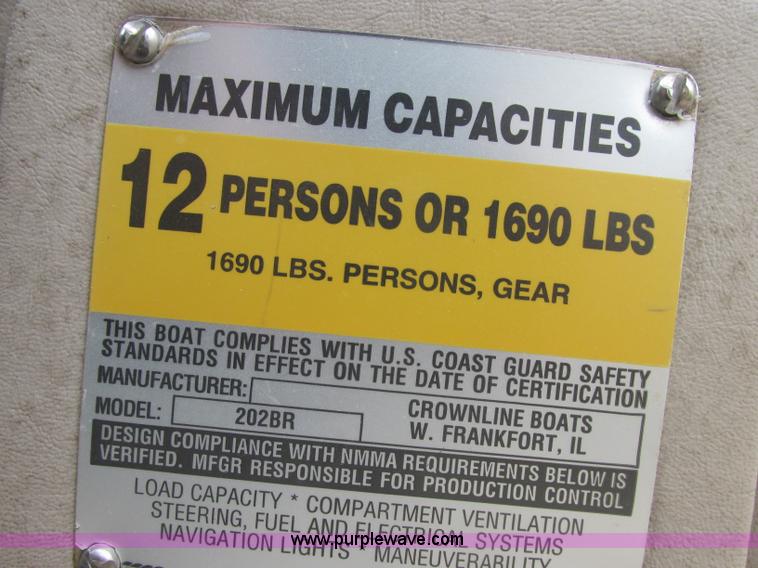 MAXIMUM CAPACITIES
12 PERSONS OR 1690 LBS
1690 LBS. PERSONS, GEAR
THIS BOAT COMPLIES WITH U.S. COAST GUARD SAFETY
STANDARDS IN EFFECT ON THE DATE OF CERTIFICATION
MANUFACTURER: CROWNLINE BOATS
MODEL: 202BR W. FRANKFORT, IL
DESIGN COMPLIANCE WITH NMMA REQUIREMENTS BELOW IS
VERIFIED. MFGR RESPONSIBLE FOR PRODUCTION CONTROL
LOAD CAPACITY * COMPARTMENT VENTILATION
STEERING, FUEL AND ELECTRICAL SYSTEMS
NAVIGATION LIGHTS * MANEUVERABILITY
www.purplewave.com